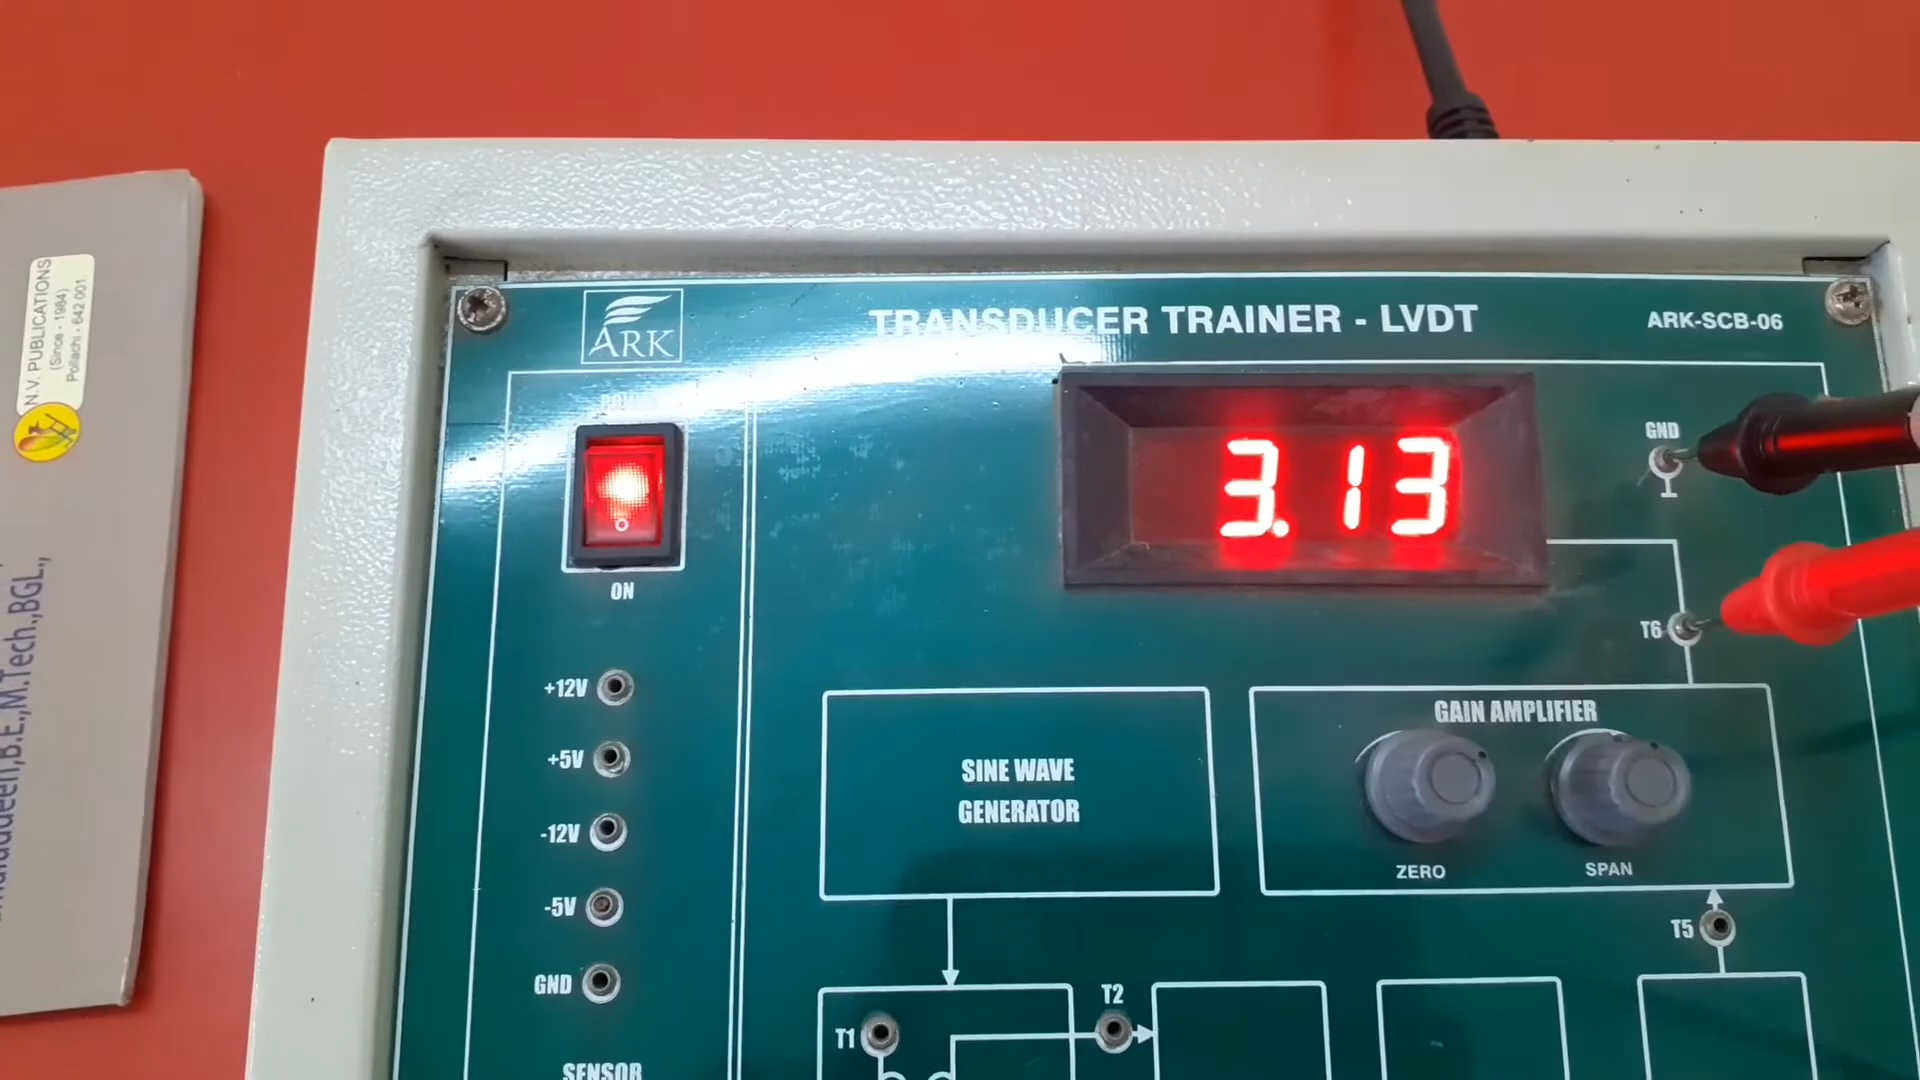 N.V. PUBLICATIONS
(Since - 1984)
Pollachi - 642 001
B.E.,M.Tech.,BGL.,
ARK
TRANSDUCER TRAINER - LVDT
ARK-SCB-06
3.13
GND
ON
T6
+12V
+5V
-12V
-5V
GND
SENSOR
SINE WAVE
GENERATOR
GAIN AMPLIFIER
ZERO
SPAN
T5
T2
T1